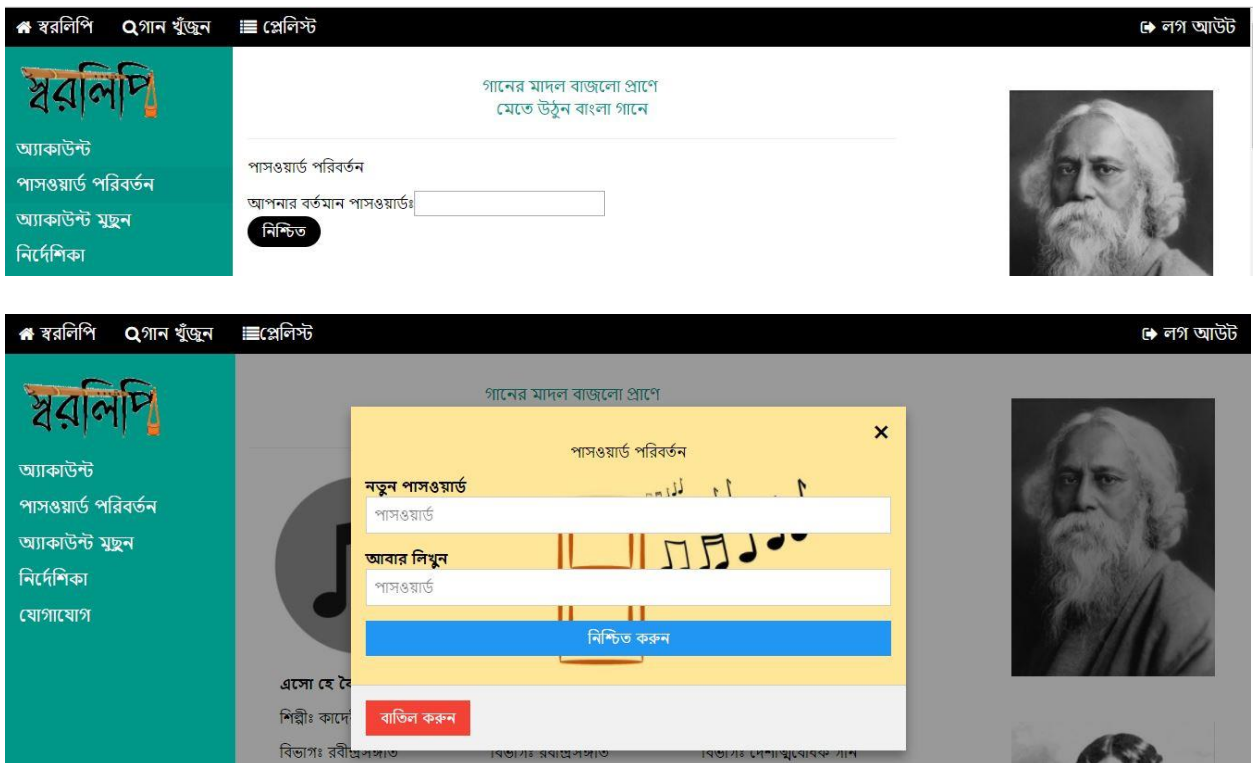 স্বরলিপি গান খুঁজুন প্লেলিস্ট লগ আউট
স্বরলিপি
গানের মাদল বাজলো প্রাণে
মেতে উঠুন বাংলা গানে
অ্যাকাউন্ট
পাসওয়ার্ড পরিবর্তন
অ্যাকাউন্ট মুছুন
নির্দেশিকা
পাসওয়ার্ড পরিবর্তন
আপনার বর্তমান পাসওয়ার্ডঃ
নিশ্চিত
স্বরলিপি গান খুঁজুন প্লেলিস্ট লগ আউট
স্বরলিপি
অ্যাকাউন্ট
পাসওয়ার্ড পরিবর্তন
অ্যাকাউন্ট মুছুন
নির্দেশিকা
যোগাযোগ
গানের মাদল বাজলো প্রাণে
পাসওয়ার্ড পরিবর্তন
নতুন পাসওয়ার্ড
পাসওয়ার্ড
আবার লিখুন
পাসওয়ার্ড
নিশ্চিত করুন
বাতিল করুন
এসো হে
শিল্পীঃ
বিভাগঃ